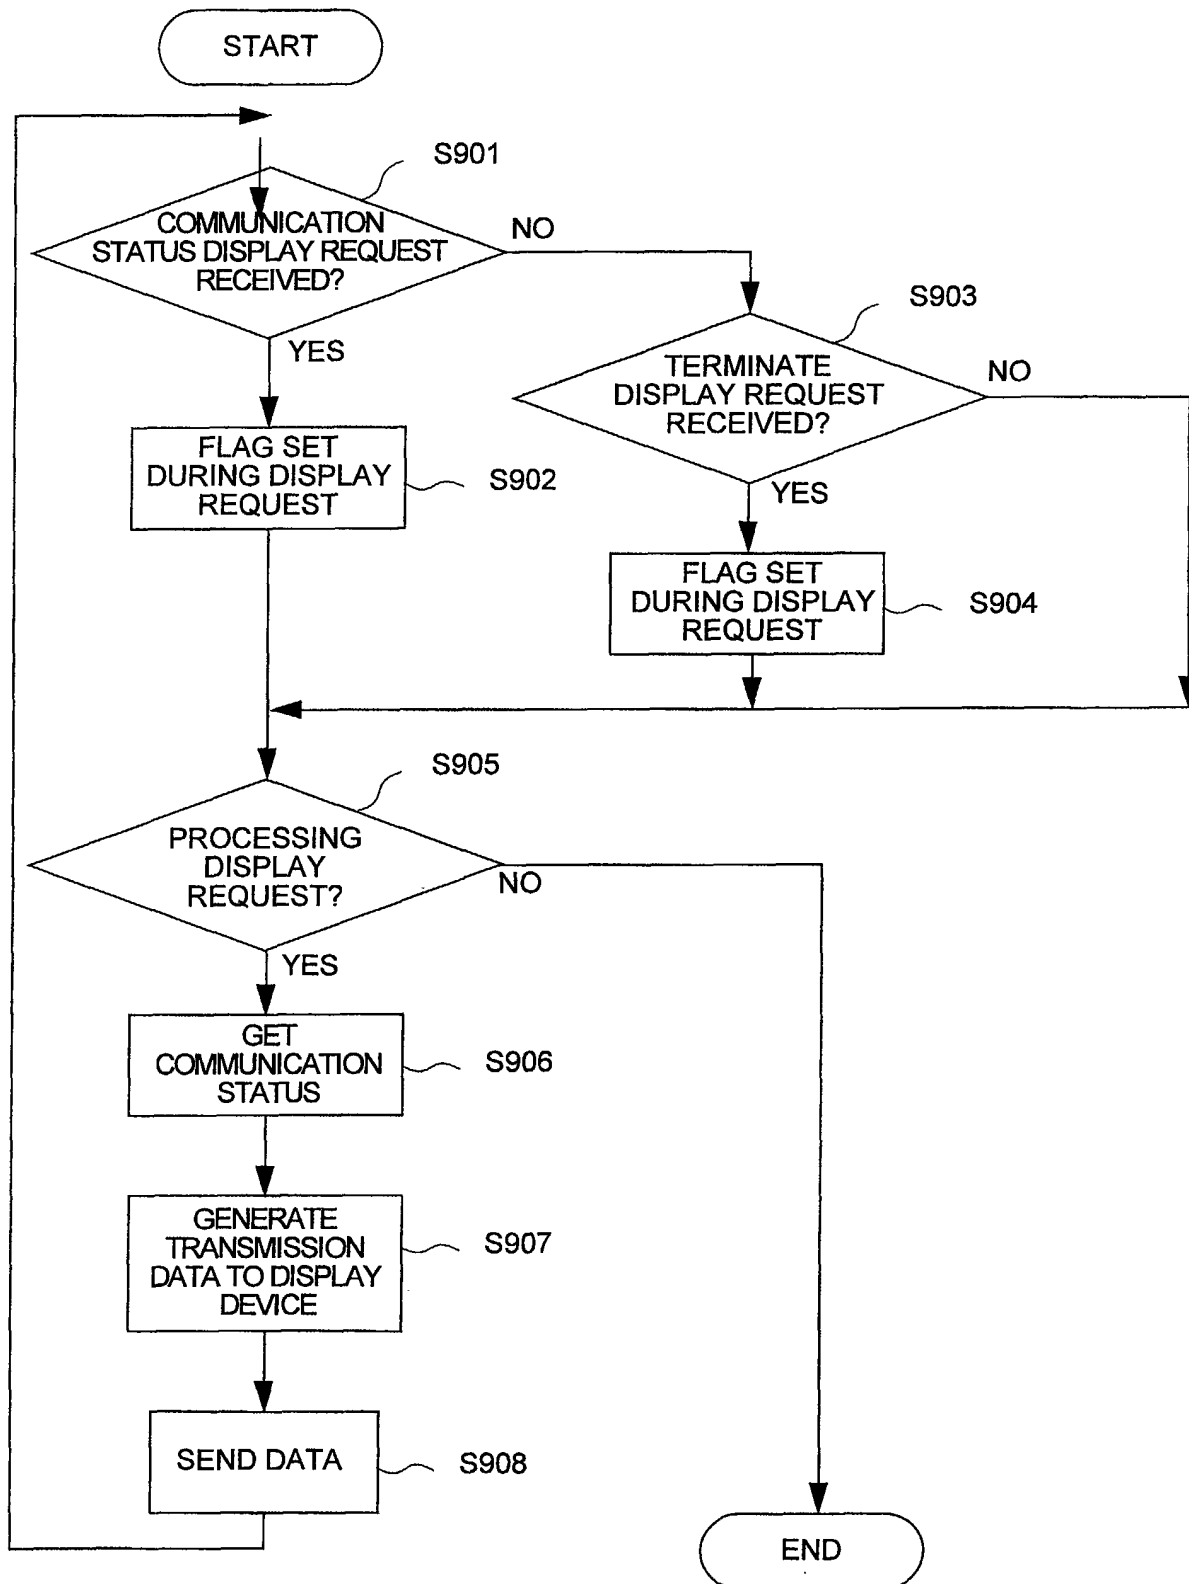 START
S901
COMMUNICATION
STATUS DISPLAY REQUEST
RECEIVED?
NO
YES
S903
TERMINATE
DISPLAY REQUEST
RECEIVED?
NO
YES
FLAG SET
DURING DISPLAY
REQUEST
S902
FLAG SET
DURING DISPLAY
REQUEST
S904
S905
PROCESSING
DISPLAY
REQUEST?
NO
YES
GET
COMMUNICATION
STATUS
S906
GENERATE
TRANSMISSION
DATA TO DISPLAY
DEVICE
S907
SEND DATA
S908
END